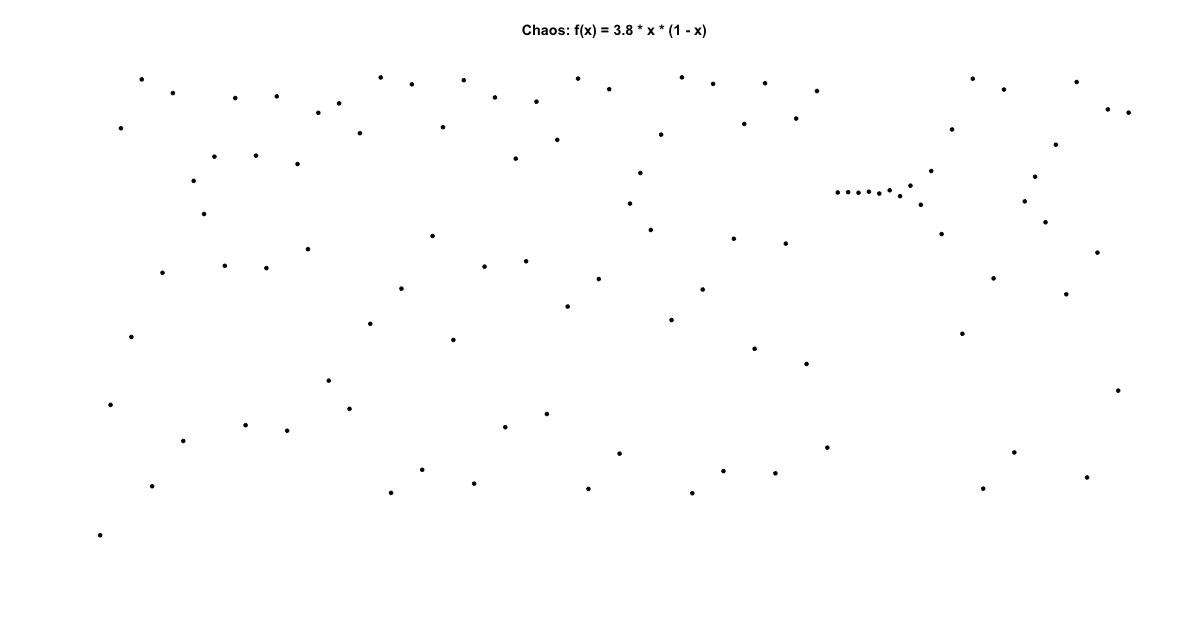 Chaos: f(x) = 3.8 * x * (1 - x)